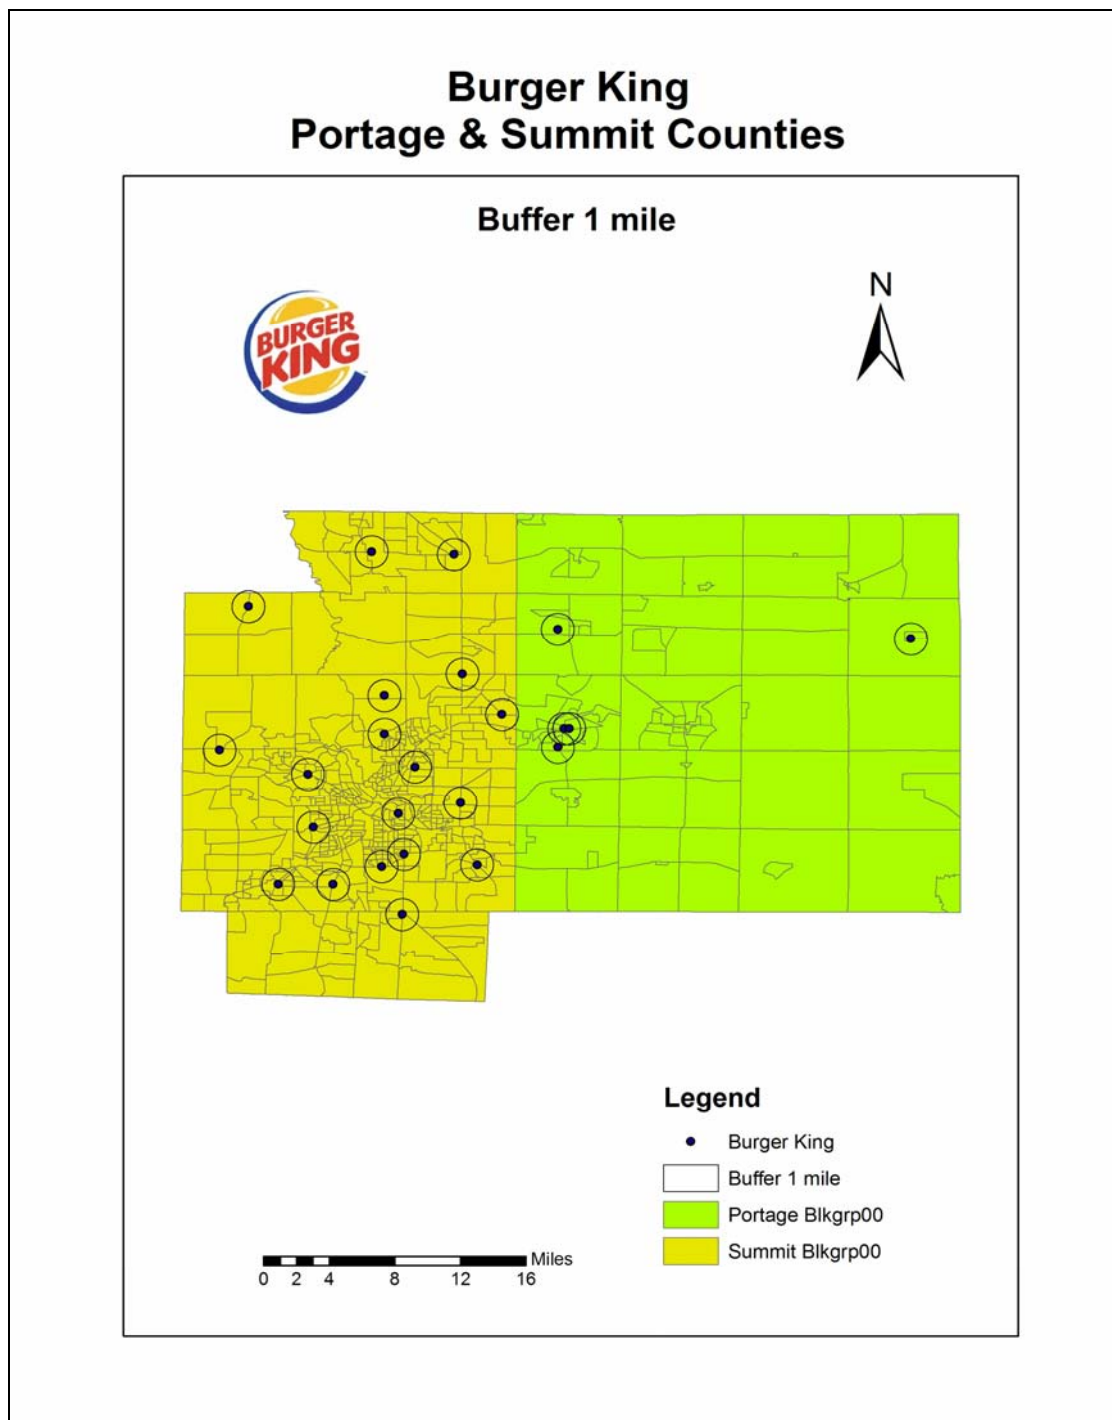 Burger King
Portage & Summit Counties
Buffer 1 mile
N
BURGER
KING
Legend
Burger King
Buffer 1 mile
Portage Blkgrp00
Summit Blkgrp00
Miles
0 2 4 8 12 16